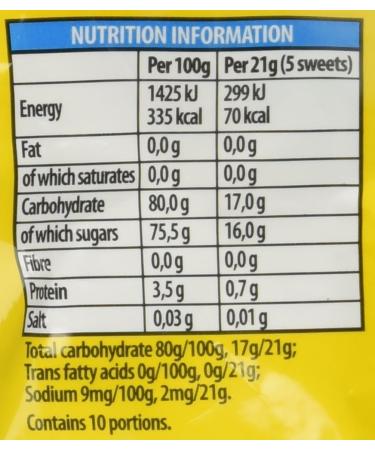 NUTRITION INFORMATION
Per 100g Per 21g (5 sweets)
Energy 1425 kJ 299 kJ
335 kcal 70 kcal
Fat 0,0 g 0,0 g
of which saturates 0,0 g 0,0 g
Carbohydrate 80,0 g 17,0 g
of which sugars 75,5 g 16,0 g
Fibre 0,0 g 0,0 g
Protein 3,5 g 0,7 g
Salt 0,03 g 0,01 g
Total carbohydrate 80g/100g, 17g/21g;
Trans fatty acids 0g/100g, 0g/21g;
Sodium 9mg/100g, 2mg/21g.
Contains 10 portions.